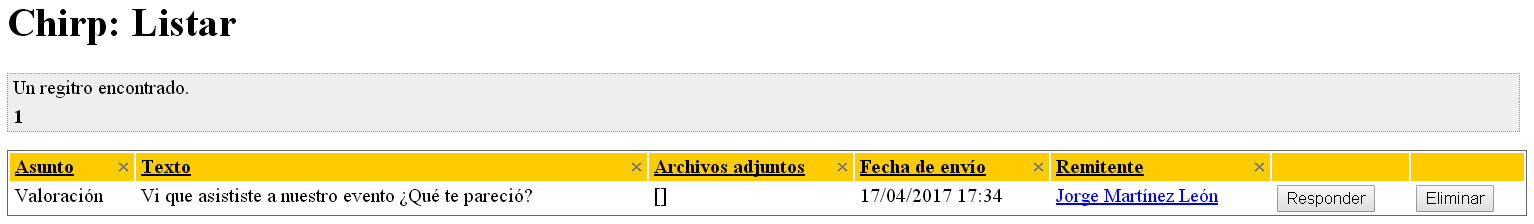 Chirp: Listar
Un regitro encontrado.
1
Asunto × Texto × Archivos adjuntos × Fecha de envío × Remitente ×
Valoración Vi que asististe a nuestro evento ¿Qué te pareció? [] 17/04/2017 17:34 Jorge Martínez León Responder Eliminar